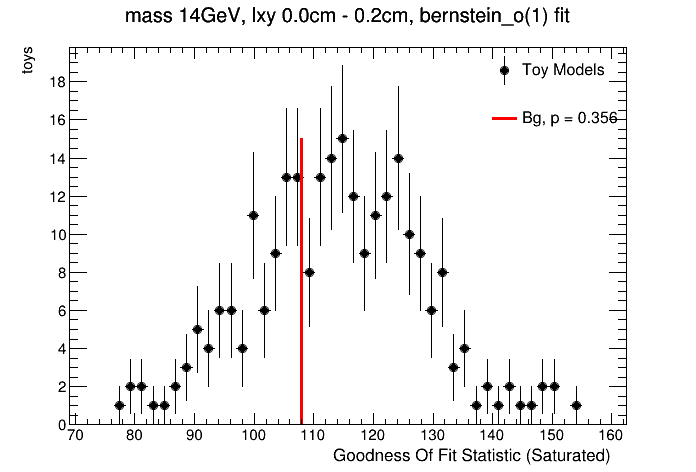 mass 14GeV, lxy 0.0cm - 0.2cm, bernstein_o(1) fit
toys
18
16
14
12
10
8
6
4
2
0
Toy Models
Bg, p = 0.356
70 80 90 100 110 120 130 140 150 160
Goodness Of Fit Statistic (Saturated)